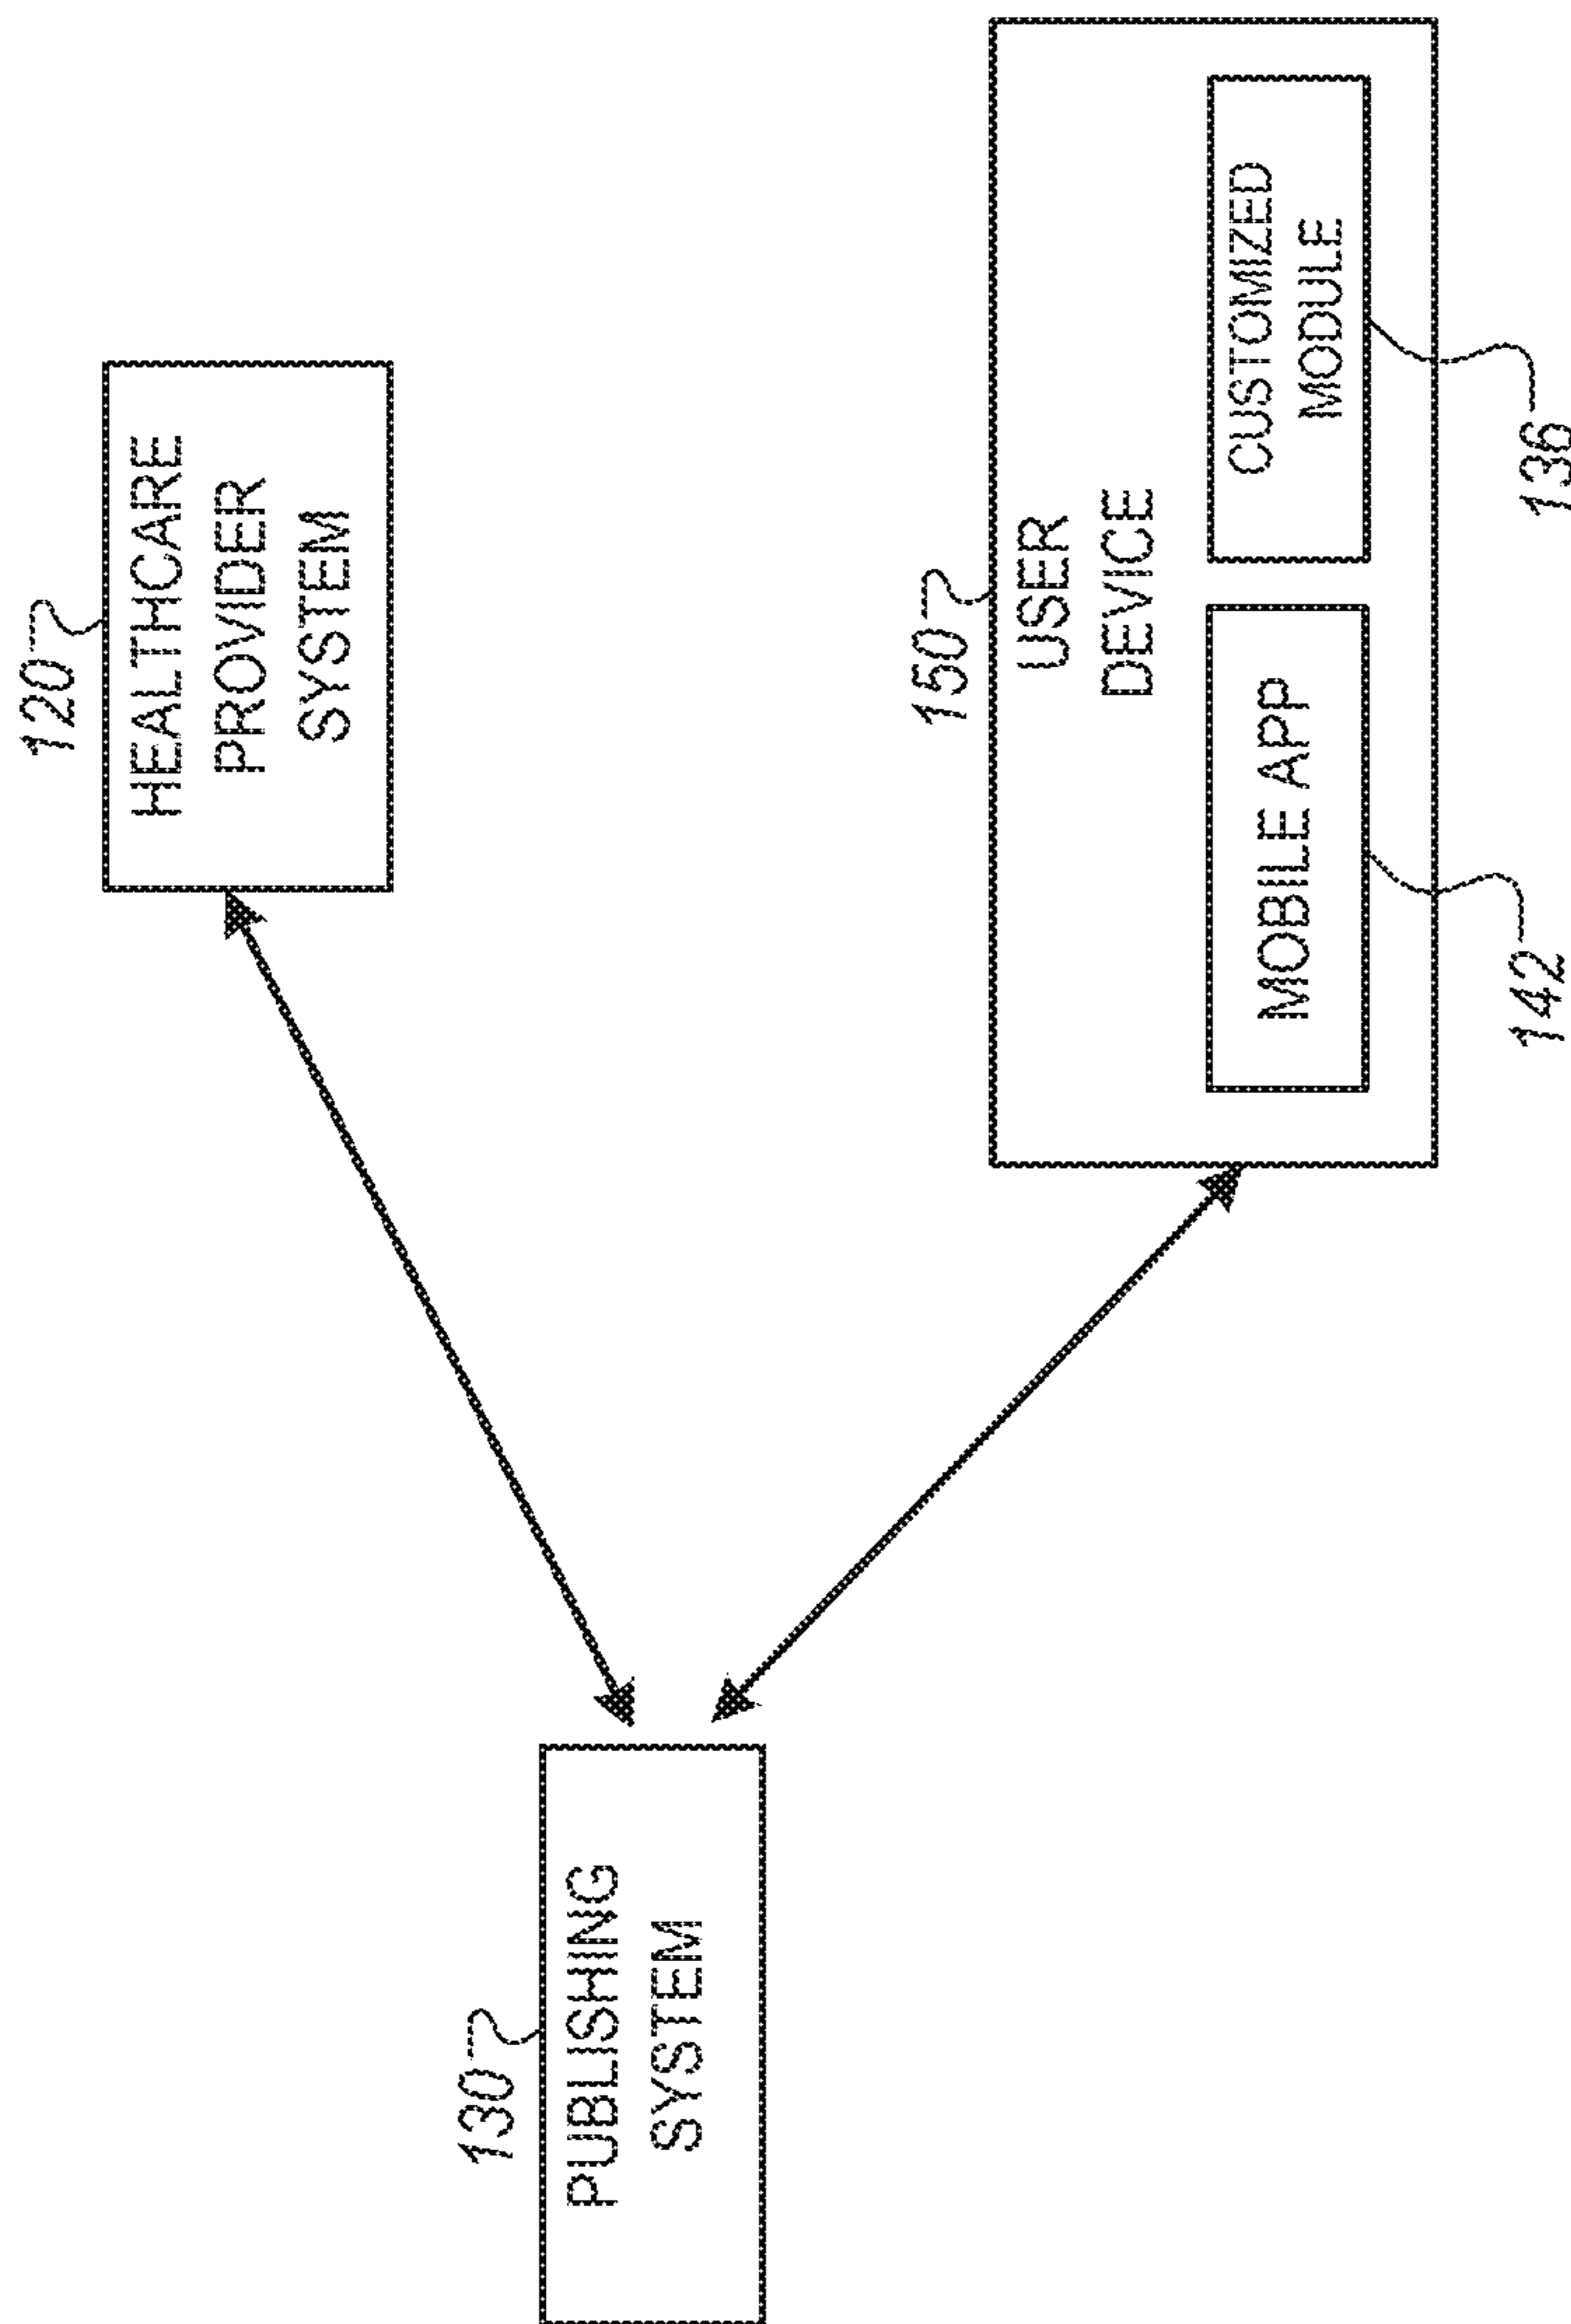 120
HEALTHCARE
PROVIDER
SYSTEM
130
PUBLISHING
SYSTEM
150
USER
DEVICE
MOBILE APP
CUSTOMIZED
MODULE
142
136